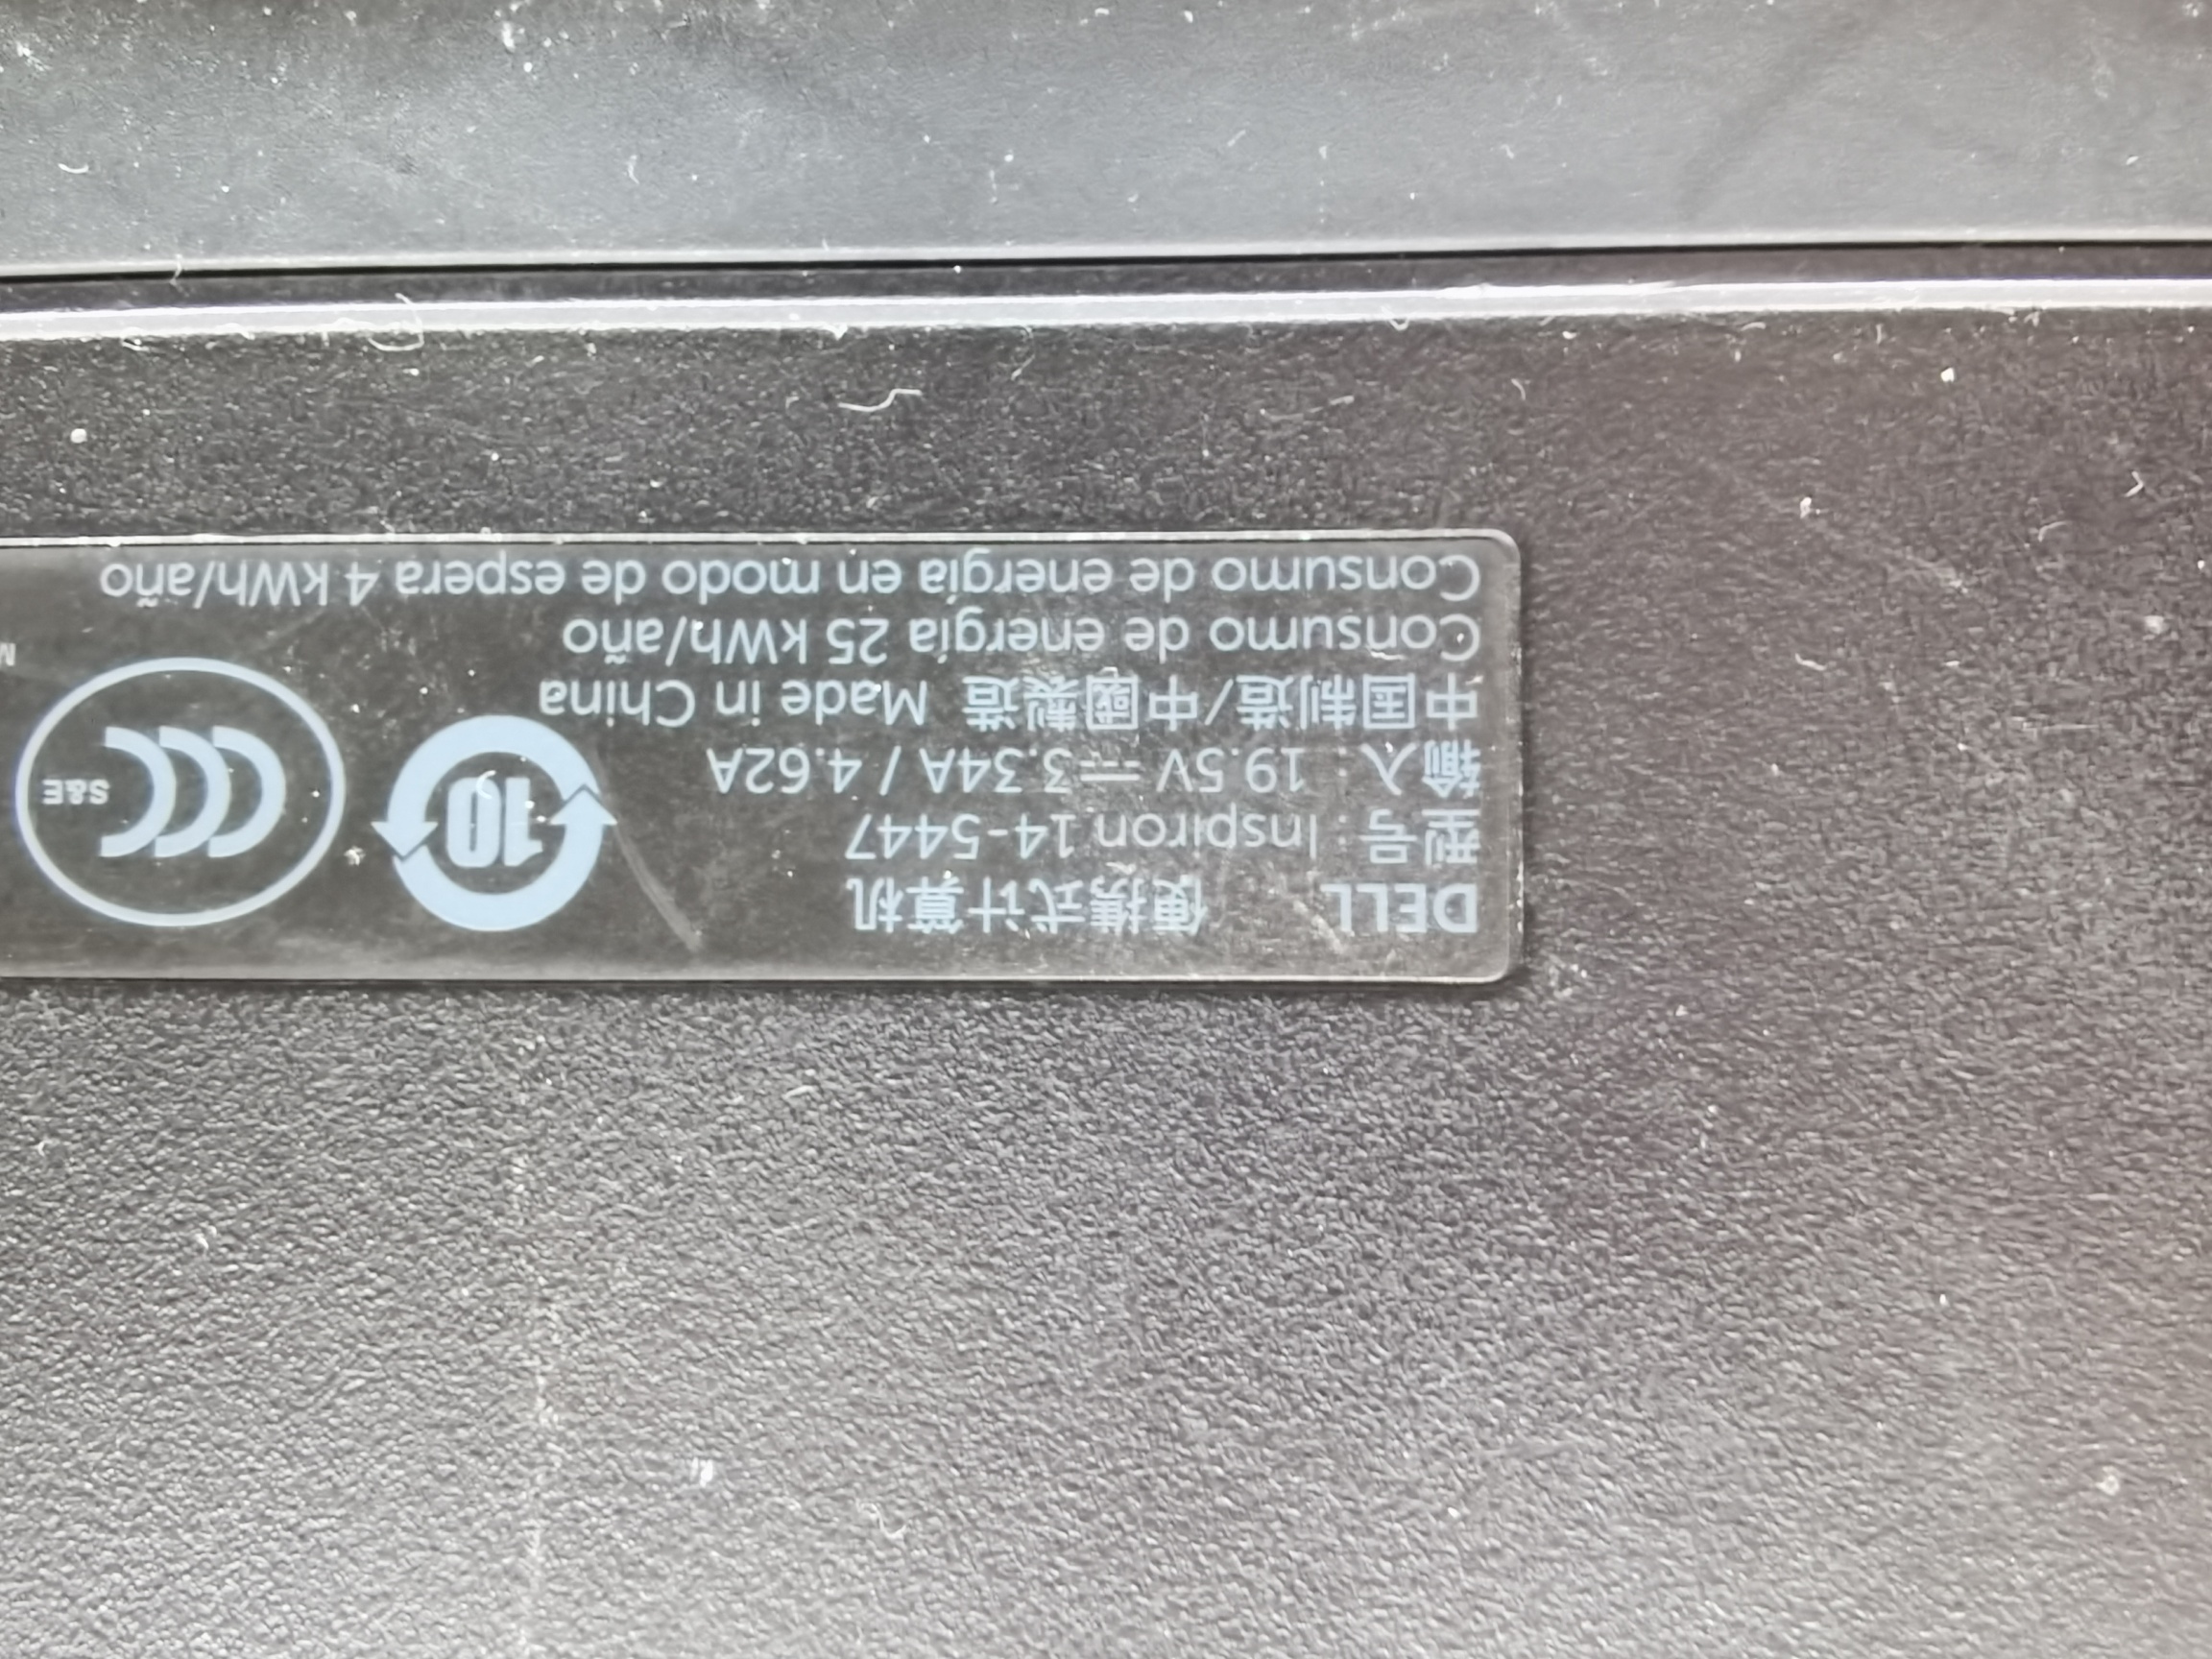 DELL 便携式计算机
型号: Inspiron 14-5447
输入: 19.5V ⎓ 3.34A / 4.62A
中国制造/中國製造 Made in China
Consumo de energía 25 kWh/año
Consumo de energía en modo de espera 4 kWh/año
10
CCC S&E